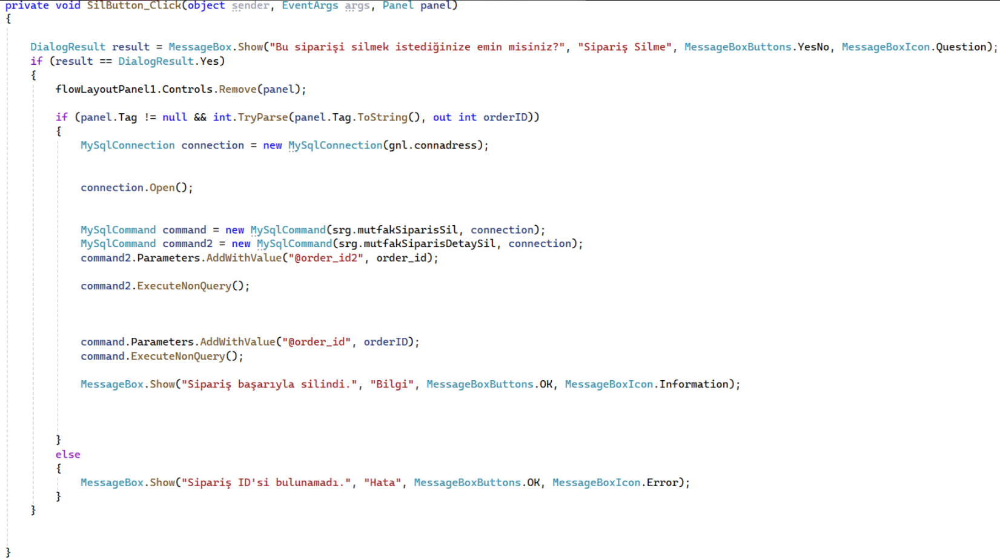 private void SilButton_Click(object sender, EventArgs args, Panel panel)
{
DialogResult result = MessageBox.Show("Bu siparişi silmek istediğinize emin misiniz?", "Sipariş Silme", MessageBoxButtons.YesNo, MessageBoxIcon.Question);
if (result == DialogResult.Yes)
{
flowLayoutPanel1.Controls.Remove(panel);
if (panel.Tag != null && int.TryParse(panel.Tag.ToString(), out int orderID))
{
MySqlConnection connection = new MySqlConnection(gnl.connadress);
connection.Open();
MySqlCommand command = new MySqlCommand(srg.mutfakSiparisSil, connection);
MySqlCommand command2 = new MySqlCommand(srg.mutfakSiparisDetaySil, connection);
command2.Parameters.AddWithValue("@order_id2", order_id);
command2.ExecuteNonQuery();
command.Parameters.AddWithValue("@order_id", orderID);
command.ExecuteNonQuery();
MessageBox.Show("Sipariş başarıyla silindi.", "Bilgi", MessageBoxButtons.OK, MessageBoxIcon.Information);
}
else
{
MessageBox.Show("Sipariş ID'si bulunamadı.", "Hata", MessageBoxButtons.OK, MessageBoxIcon.Error);
}
}
}